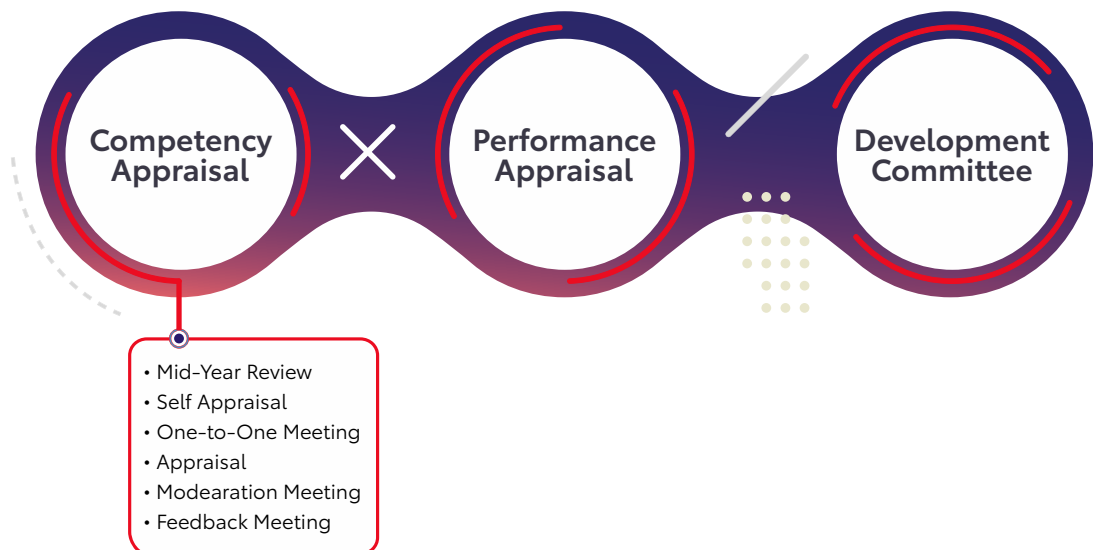 Competency
Appraisal
Performance
Appraisal
Development
Committee
• Mid-Year Review
• Self Appraisal
• One-to-One Meeting
• Appraisal
• Modearation Meeting
• Feedback Meeting